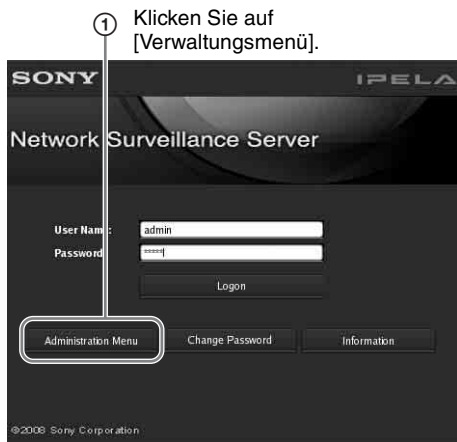 ① Klicken Sie auf
[Verwaltungsmenü].
SONY
IPELA
Network Surveillance Server
User Name:
admin
Password
*****
Logon
Administration Menu
Change Password
Information
©2008 Sony Corporation